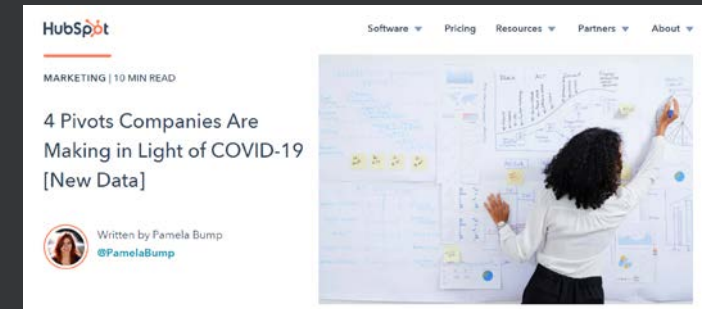 HubSpot
Software Pricing Resources Partners About
MARKETING | 10 MIN READ
4 Pivots Companies Are
Making in Light of COVID-19
[New Data]
Written by Pamela Bump
@PamelaBump